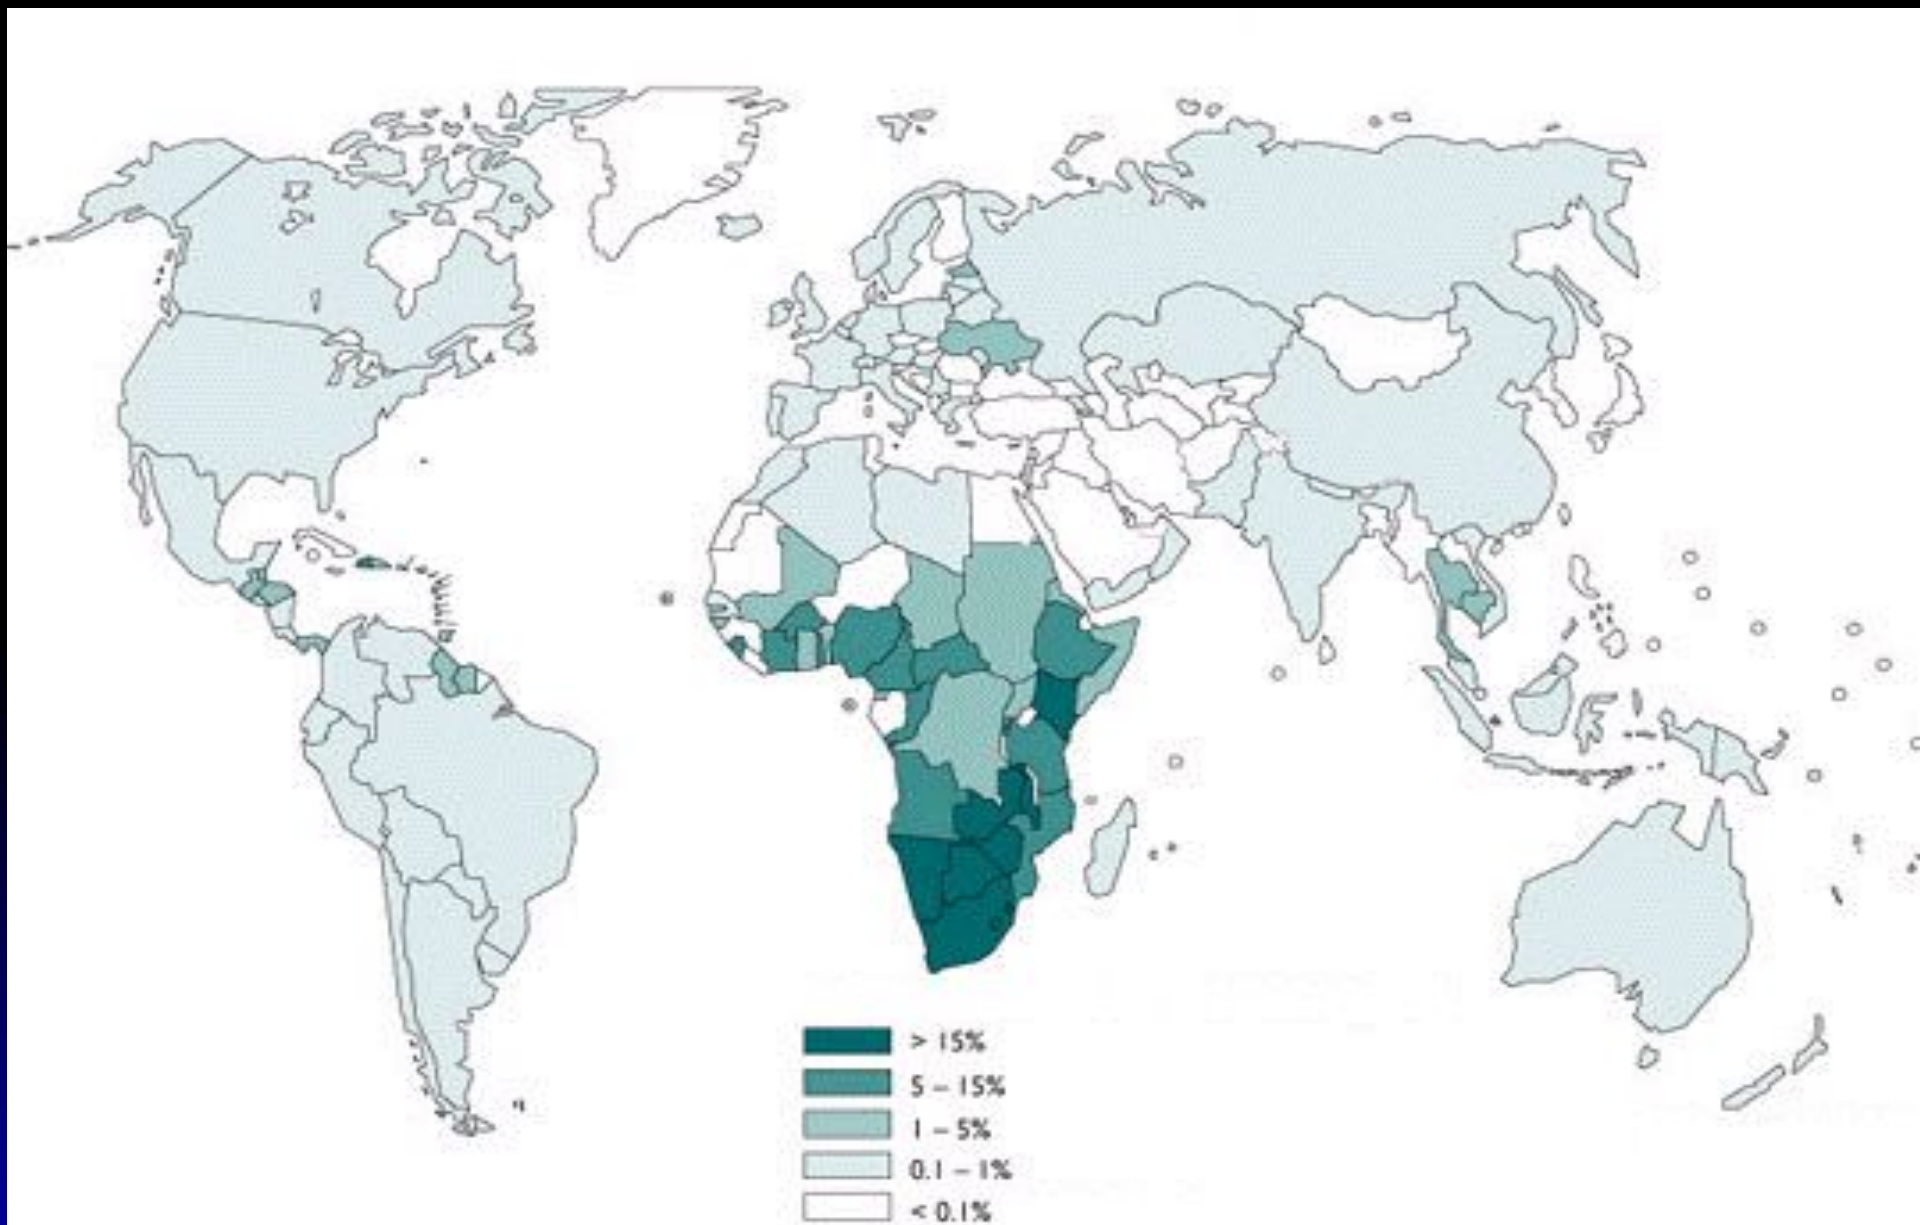 > 15%
5 – 15%
1 – 5%
0.1 – 1%
< 0.1%